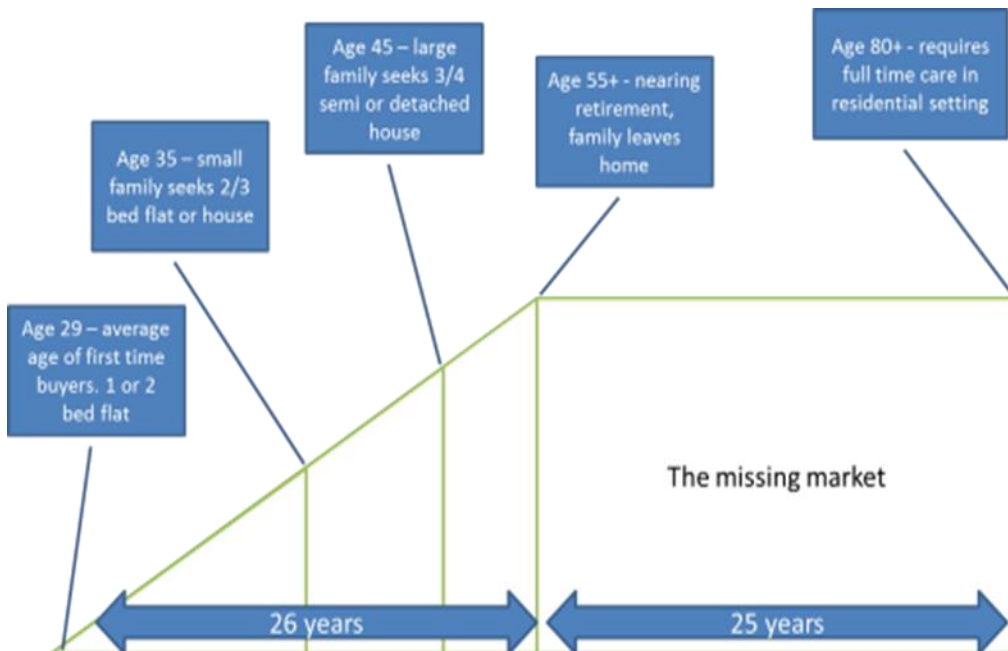 Age 29 – average
age of first time
buyers. 1 or 2
bed flat
Age 35 – small
family seeks 2/3
bed flat or house
Age 45 – large
family seeks 3/4
semi or detached
house
Age 55+ - nearing
retirement,
family leaves
home
Age 80+ - requires
full time care in
residential setting
The missing market
26 years
25 years